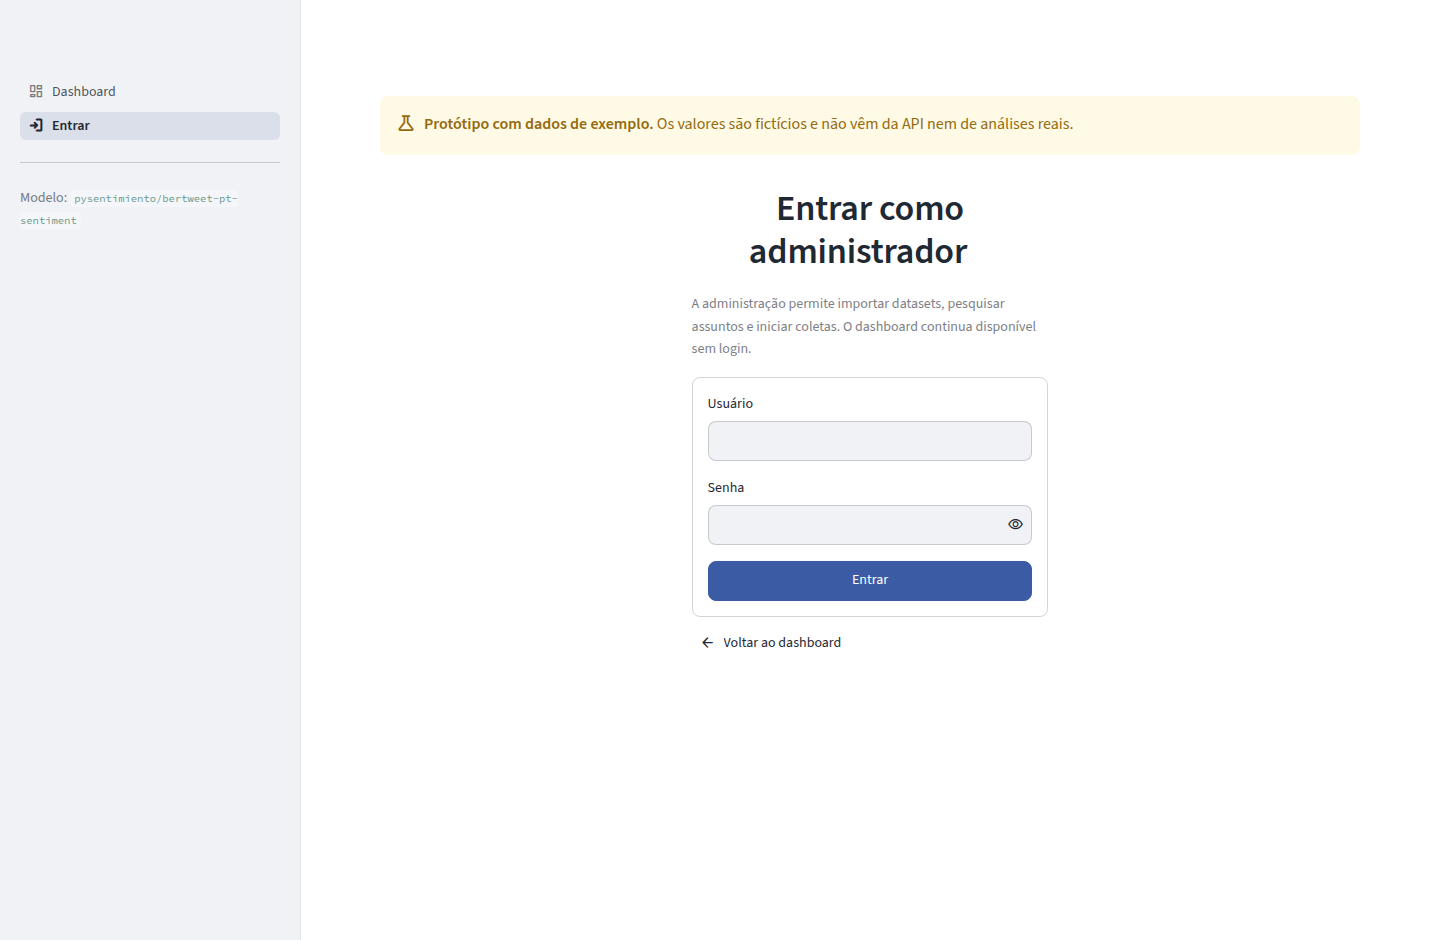 Dashboard
Entrar
Modelo: pysentimiento/bertweet-pt-
sentiment
Protótipo com dados de exemplo. Os valores são fictícios e não vêm da API nem de análises reais.
Entrar como
administrador
A administração permite importar datasets, pesquisar
assuntos e iniciar coletas. O dashboard continua disponível
sem login.
Usuário
Senha
Entrar
Voltar ao dashboard